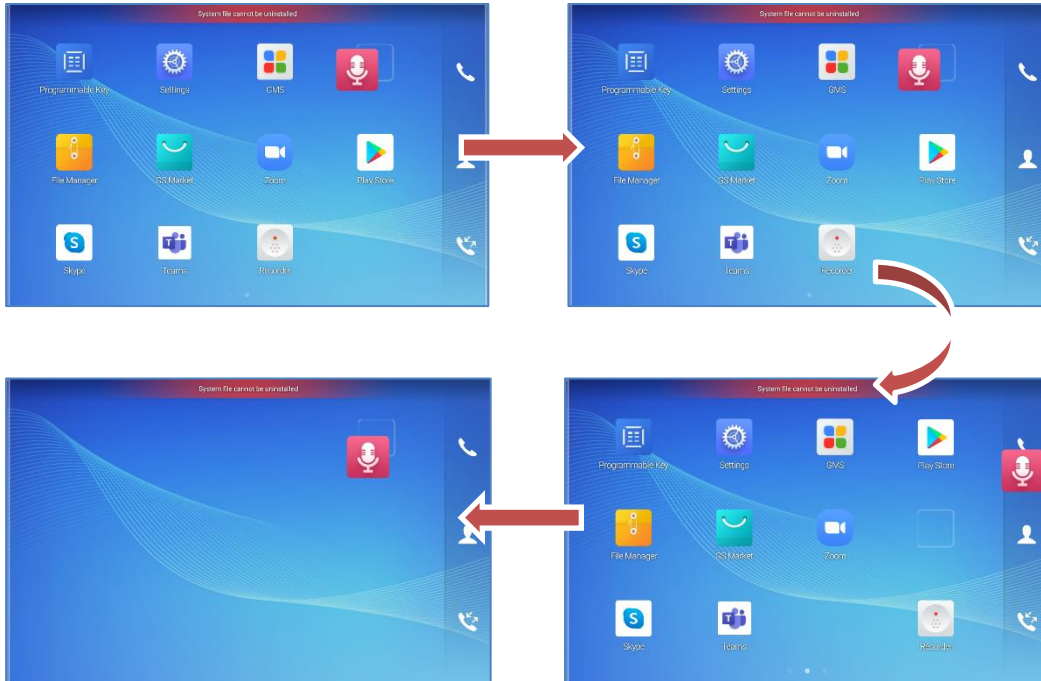 System file cannot be uninstalled
Programmable Key
Settings
GMS
File Manager
GS Market
Zoom
Play Store
Skype
Teams
Recorder
System file cannot be uninstalled
Programmable Key
Settings
GMS
File Manager
GS Market
Zoom
Play Store
Skype
Teams
Recorder
System file cannot be uninstalled
System file cannot be uninstalled
Programmable Key
Settings
GMS
Play Store
File Manager
GS Market
Zoom
Skype
Teams
Recorder